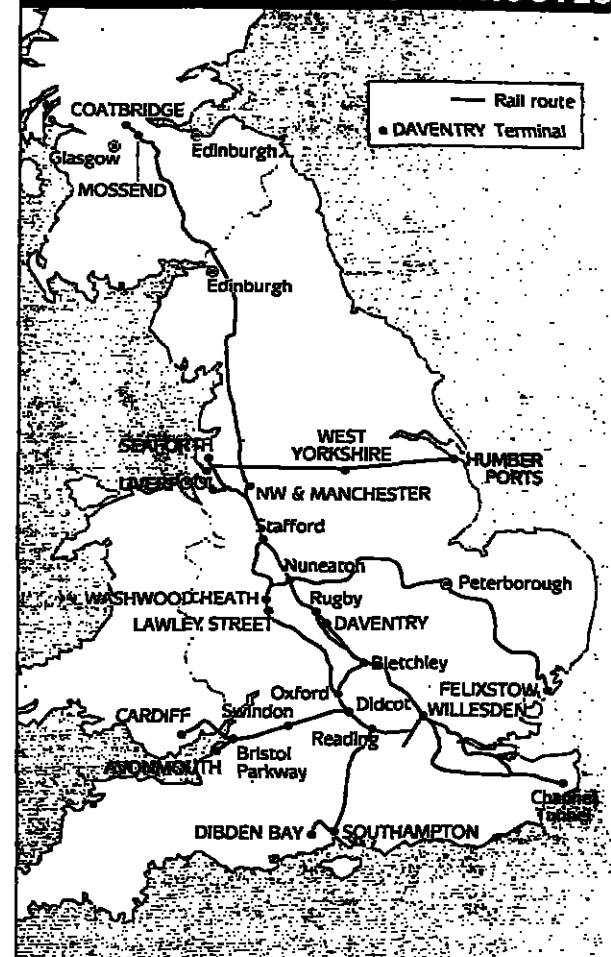 Rail route
DAVENTRY Terminal
COATBRIDGE
Glasgow
Edinburgh
MOSSEND
Edinburgh
SEAFORTH
LIVERPOOL
WEST
YORKSHIRE
HUMBER
PORTS
NW & MANCHESTER
Stafford
Nuneaton
Peterborough
WASHWOOD HEATH
Rugby
LAWLEY STREET
DAVENTRY
Bletchley
Oxford
FELIXSTOW
CARDIFF
Swindon
Didcot
WILLESDEN
AVONMOUTH
Bristol
Parkway
Reading
Channel
Tunnel
DIBDEN BAY
SOUTHAMPTON